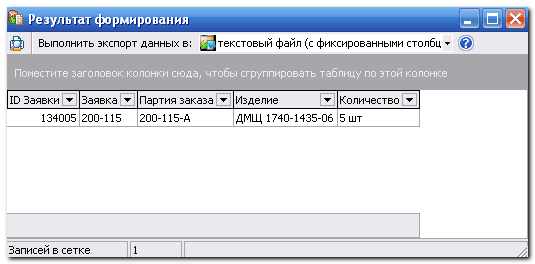 Результат формирования
Выполнить экспорт данных в: текстовый файл (с фиксированными столбц
Поместите заголовок колонки сюда, чтобы сгруппировать таблицу по этой колонке
ID Заявки Заявка Партия заказа Изделие Количество
134005 200-115 200-115-А ДМЩ 1740-1435-06 5 шт
Записей в сетке 1